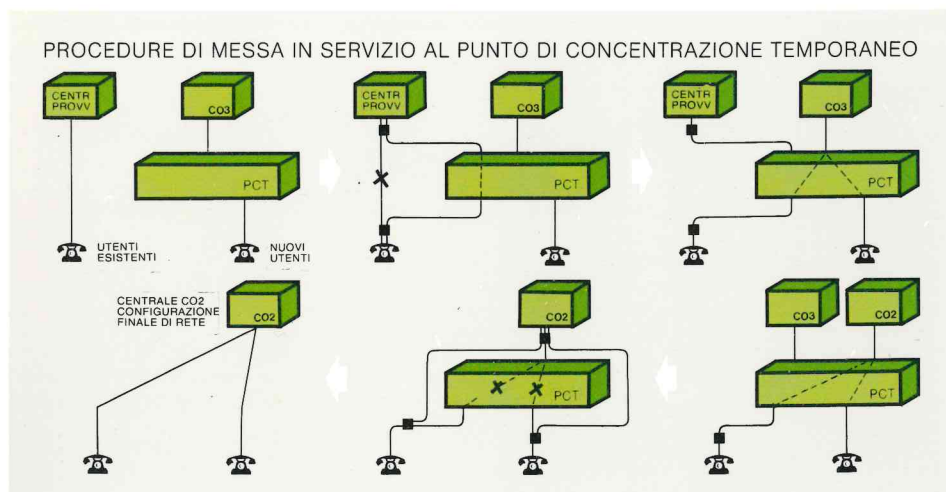 PROCEDURE DI MESSA IN SERVIZIO AL PUNTO DI CONCENTRAZIONE TEMPORANEO
CENTR
PROVV
CO3
PCT
UTENTI
ESISTENTI
NUOVI
UTENTI
CENTR
PROVV
CO3
PCT
CENTR
PROVV
CO3
PCT
CENTRALE CO2
CONFIGURAZIONE
FINALE DI RETE
CO2
CO2
PCT
CO3
CO2
PCT